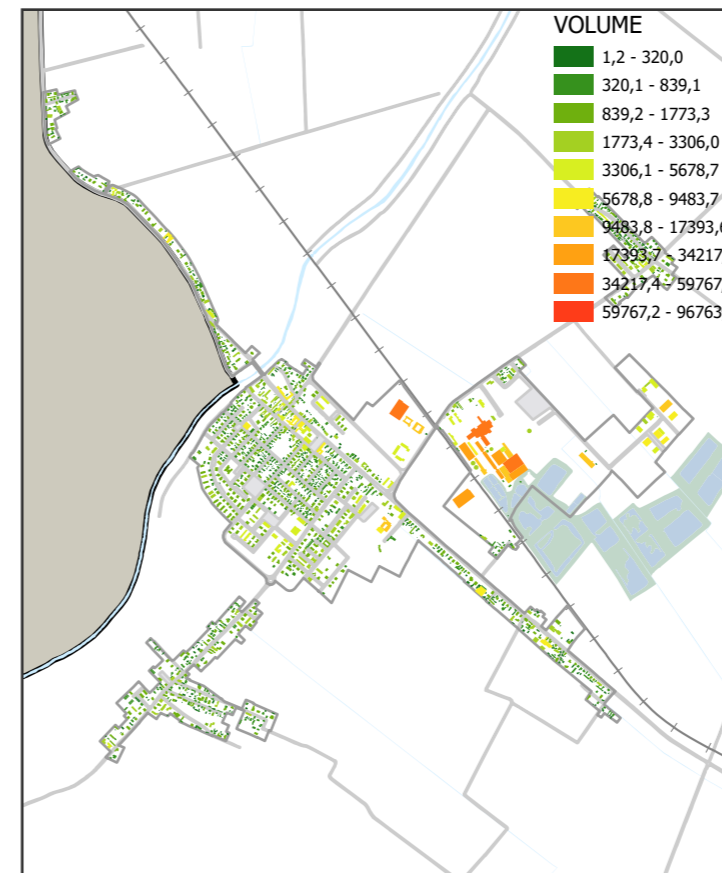 VOLUME
1,2 - 320,0
320,1 - 839,1
839,2 - 1773,3
1773,4 - 3306,0
3306,1 - 5678,7
5678,8 - 9483,7
9483,8 - 17393,6
17393,7 - 34217
34217,4 - 59767,
59767,2 - 96763